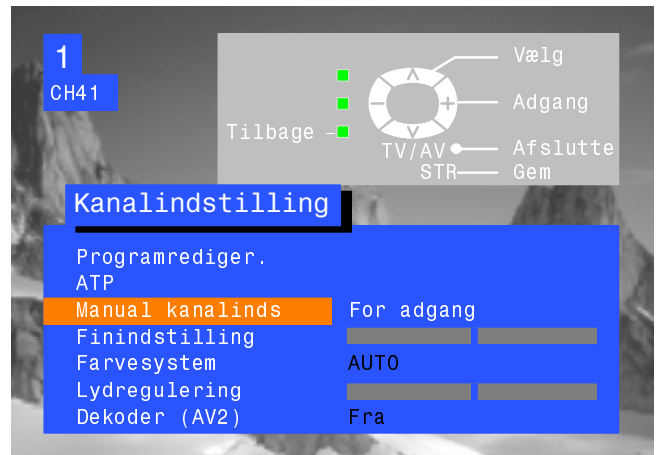 1
CH41
Vælg
Adgang
Tilbage
TV/AV Afslutte
STR Gem
Kanalindstilling
Programrediger.
ATP
Manual kanalinds For adgang
Finindstilling
Farvesystem AUTO
Lydregulering
Dekoder (AV2) Fra